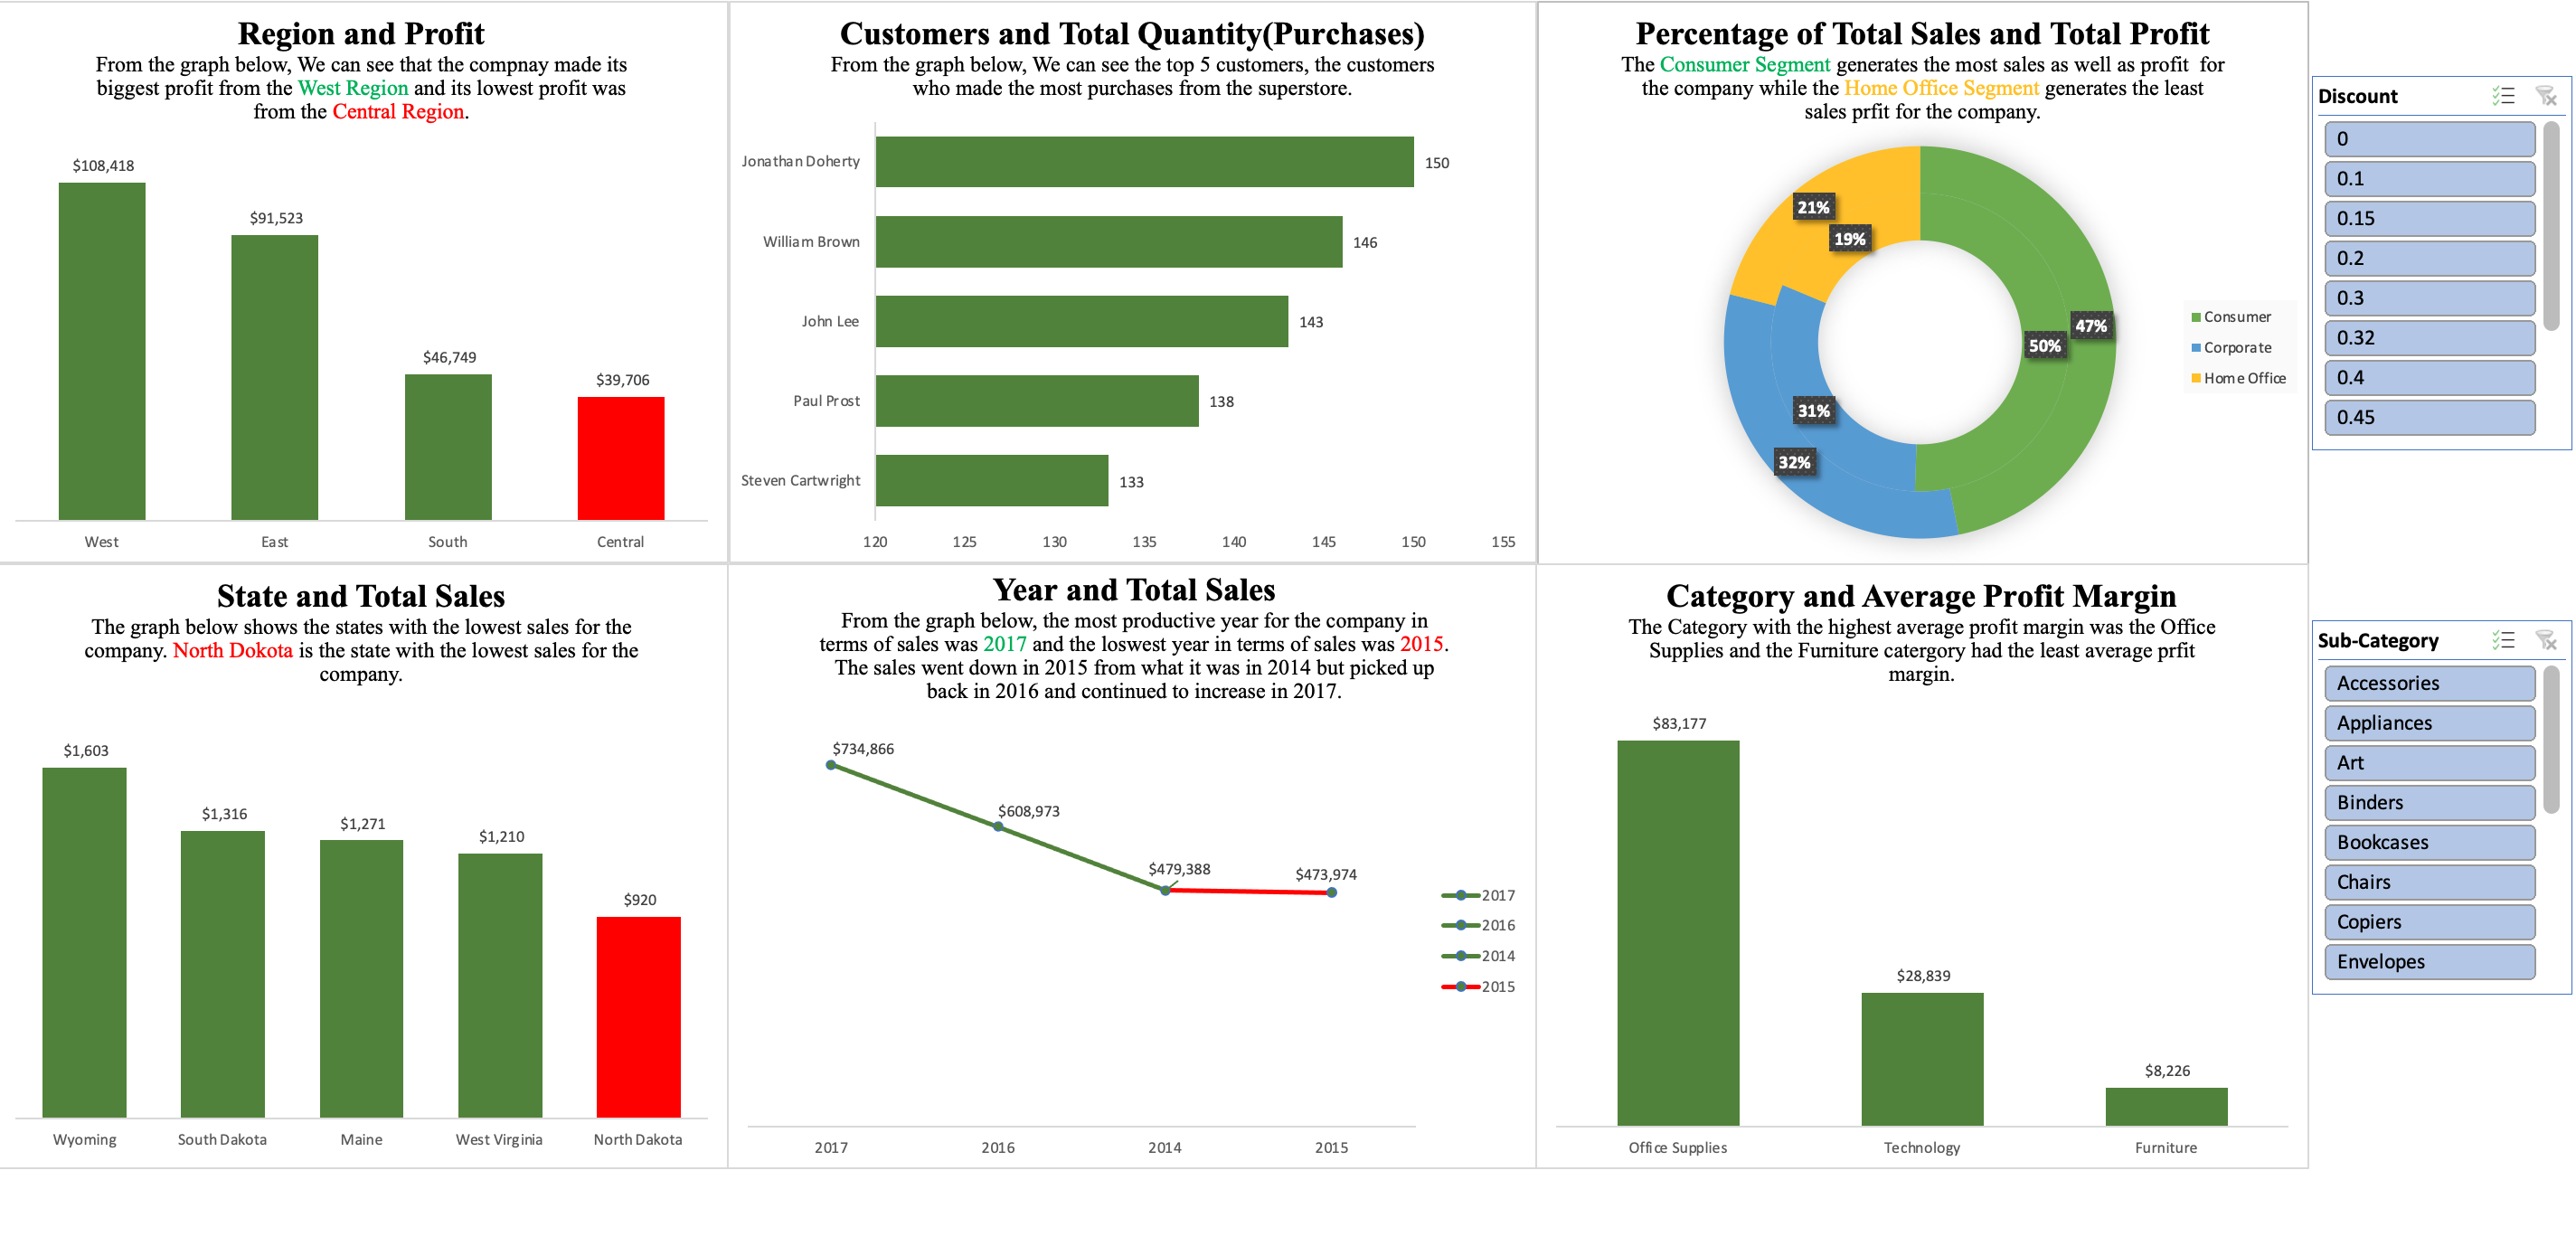 Region and Profit
From the graph below, We can see that the compnay made its
biggest profit from the West Region and its lowest profit was
from the Central Region.
$108,418
$91,523
$46,749
$39,706
West
East
South
Central
Customers and Total Quantity(Purchases)
From the graph below, We can see the top 5 customers, the customers
who made the most purchases from the superstore.
Jonathan Doherty
150
William Brown
146
John Lee
143
Paul Prost
138
Steven Cartwright
133
120
125
130
135
140
145
150
155
Percentage of Total Sales and Total Profit
The Consumer Segment generates the most sales as well as profit for
the company while the Home Office Segment generates the least
sales prfit for the company.
21%
19%
47%
50%
31%
32%
Consumer
Corporate
Home Office
Discount
0
0.1
0.15
0.2
0.3
0.32
0.4
0.45
State and Total Sales
The graph below shows the states with the lowest sales for the
company. North Dokota is the state with the lowest sales for the
company.
$1,603
$1,316
$1,271
$1,210
$920
Wyoming
South Dakota
Maine
West Virginia
North Dakota
Year and Total Sales
From the graph below, the most productive year for the company in
terms of sales was 2017 and the loswest year in terms of sales was 2015.
The sales went down in 2015 from what it was in 2014 but picked up
back in 2016 and continued to increase in 2017.
$734,866
$608,973
$479,388
$473,974
2017
2016
2014
2015
2017
2016
2014
2015
Category and Average Profit Margin
The Category with the highest average profit margin was the Office
Supplies and the Furniture catergory had the least average prfit
margin.
$83,177
$28,839
$8,226
Office Supplies
Technology
Furniture
Sub-Category
Accessories
Appliances
Art
Binders
Bookcases
Chairs
Copiers
Envelopes